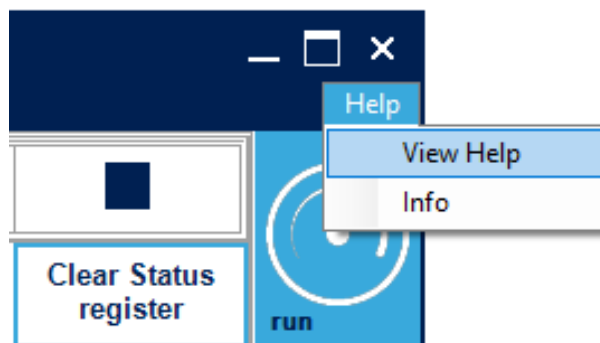 Help
View Help
Info
Clear Status
register
run